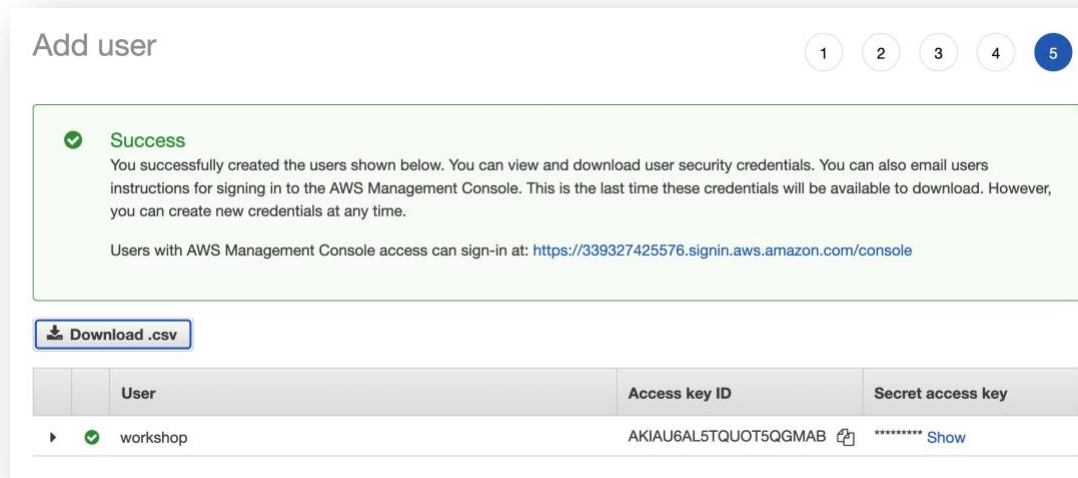 Add user
1 2 3 4 5
Success
You successfully created the users shown below. You can view and download user security credentials. You can also email users
instructions for signing in to the AWS Management Console. This is the last time these credentials will be available to download. However,
you can create new credentials at any time.
Users with AWS Management Console access can sign-in at: https://339327425576.signin.aws.amazon.com/console
Download .csv
User Access key ID Secret access key
workshop AKIAU6AL5TQUOT5QGMAB ********* Show